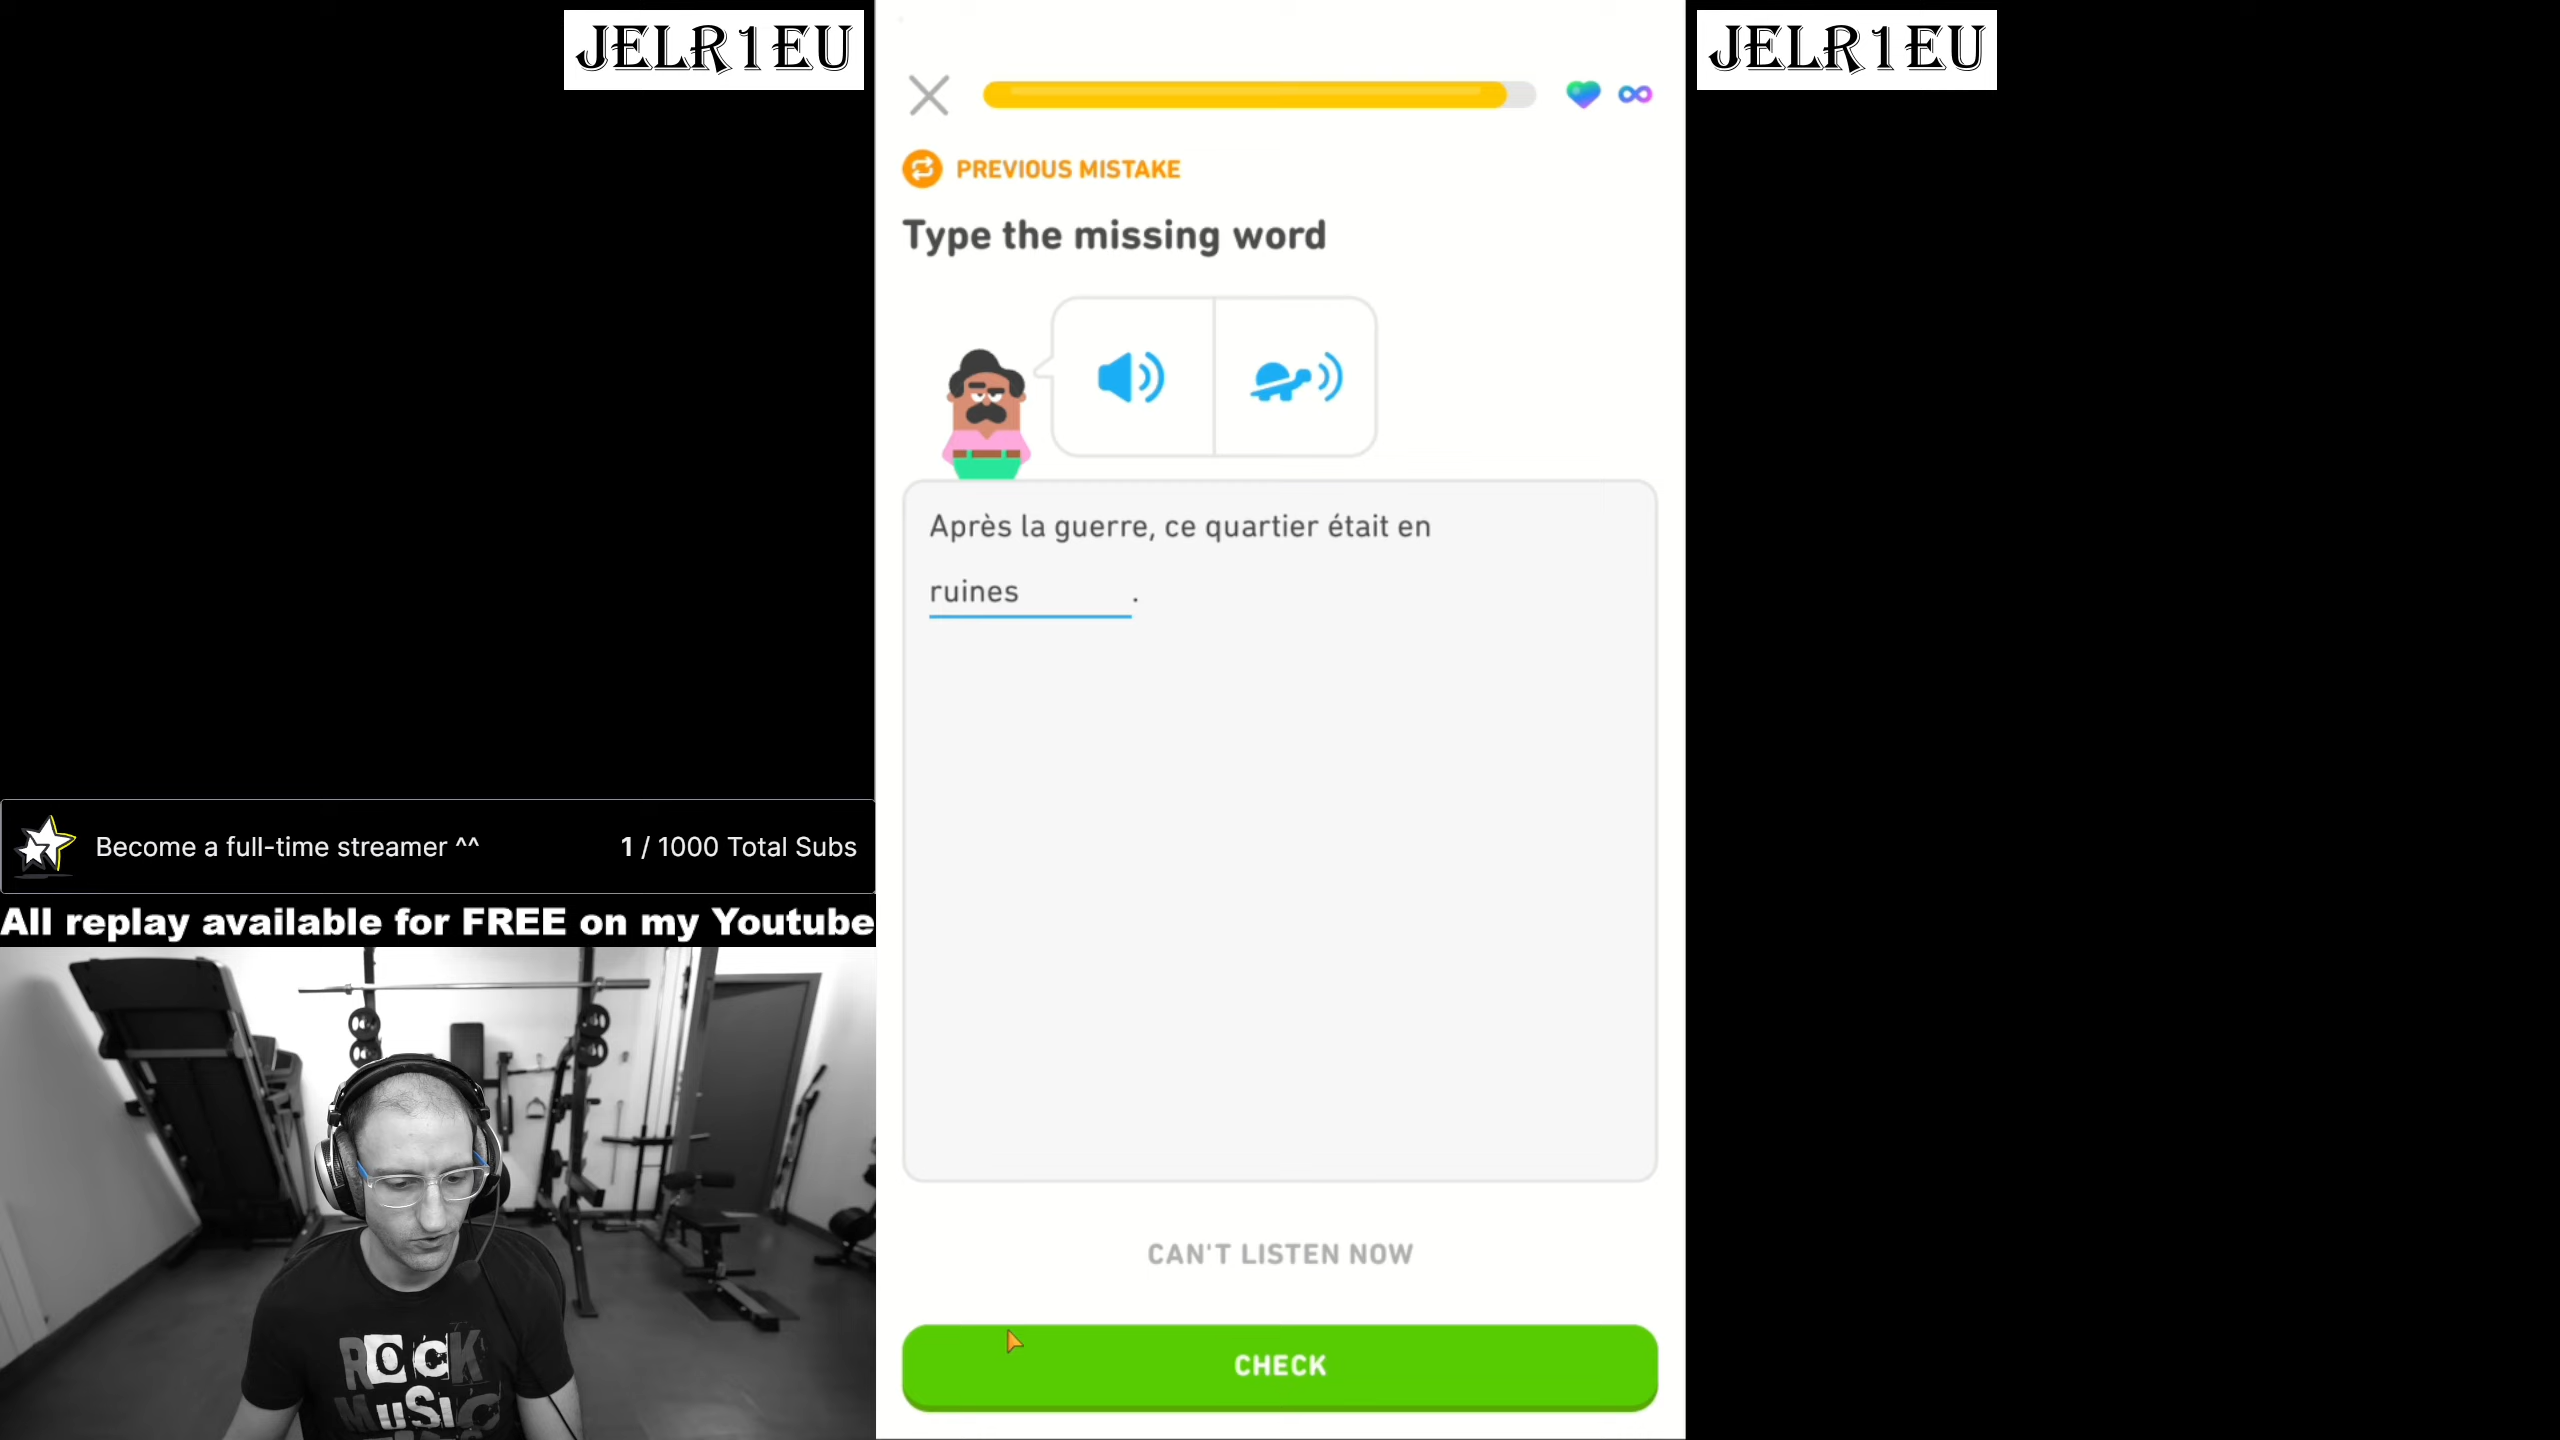 JELR1EU
JELR1EU
PREVIOUS MISTAKE
Type the missing word
Après la guerre, ce quartier était en
ruines .
Become a full-time streamer ^^ 1 / 1000 Total Subs
All replay available for FREE on my Youtube
CAN'T LISTEN NOW
CHECK
ROCK
MUSIC